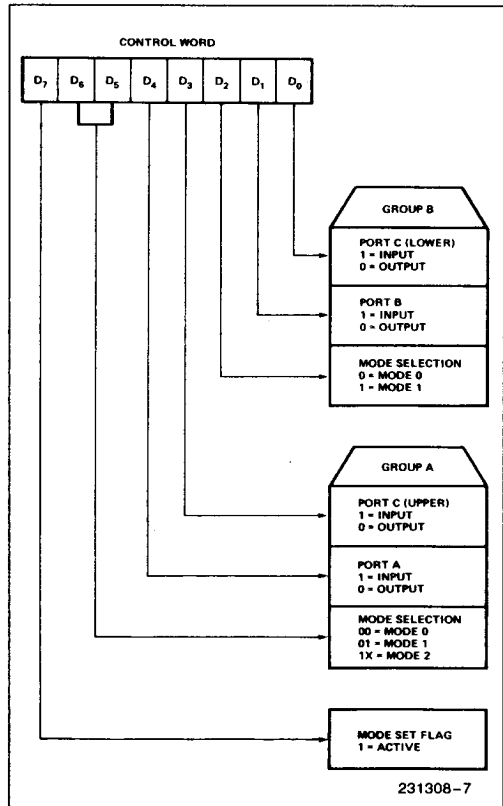 CONTROL WORD
D7 D6 D5 D4 D3 D2 D1 D0
GROUP B
PORT C (LOWER)
1 = INPUT
0 = OUTPUT
PORT B
1 = INPUT
0 = OUTPUT
MODE SELECTION
0 = MODE 0
1 = MODE 1
GROUP A
PORT C (UPPER)
1 = INPUT
0 = OUTPUT
PORT A
1 = INPUT
0 = OUTPUT
MODE SELECTION
00 = MODE 0
01 = MODE 1
1X = MODE 2
MODE SET FLAG
1 = ACTIVE
231308-7